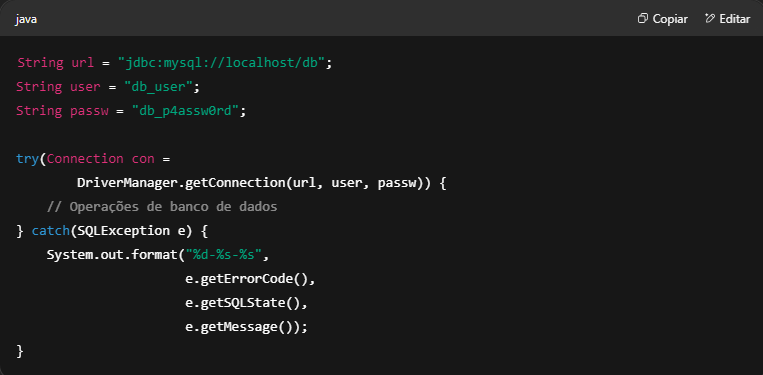 java Copiar Editar
String url = "jdbc:mysql://localhost/db";
String user = "db_user";
String passw = "db_p4assw0rd";
try(Connection con =
DriverManager.getConnection(url, user, passw)) {
// Operações de banco de dados
} catch(SQLException e) {
System.out.format("%d-%s-%s",
e.getErrorCode(),
e.getSQLState(),
e.getMessage());
}